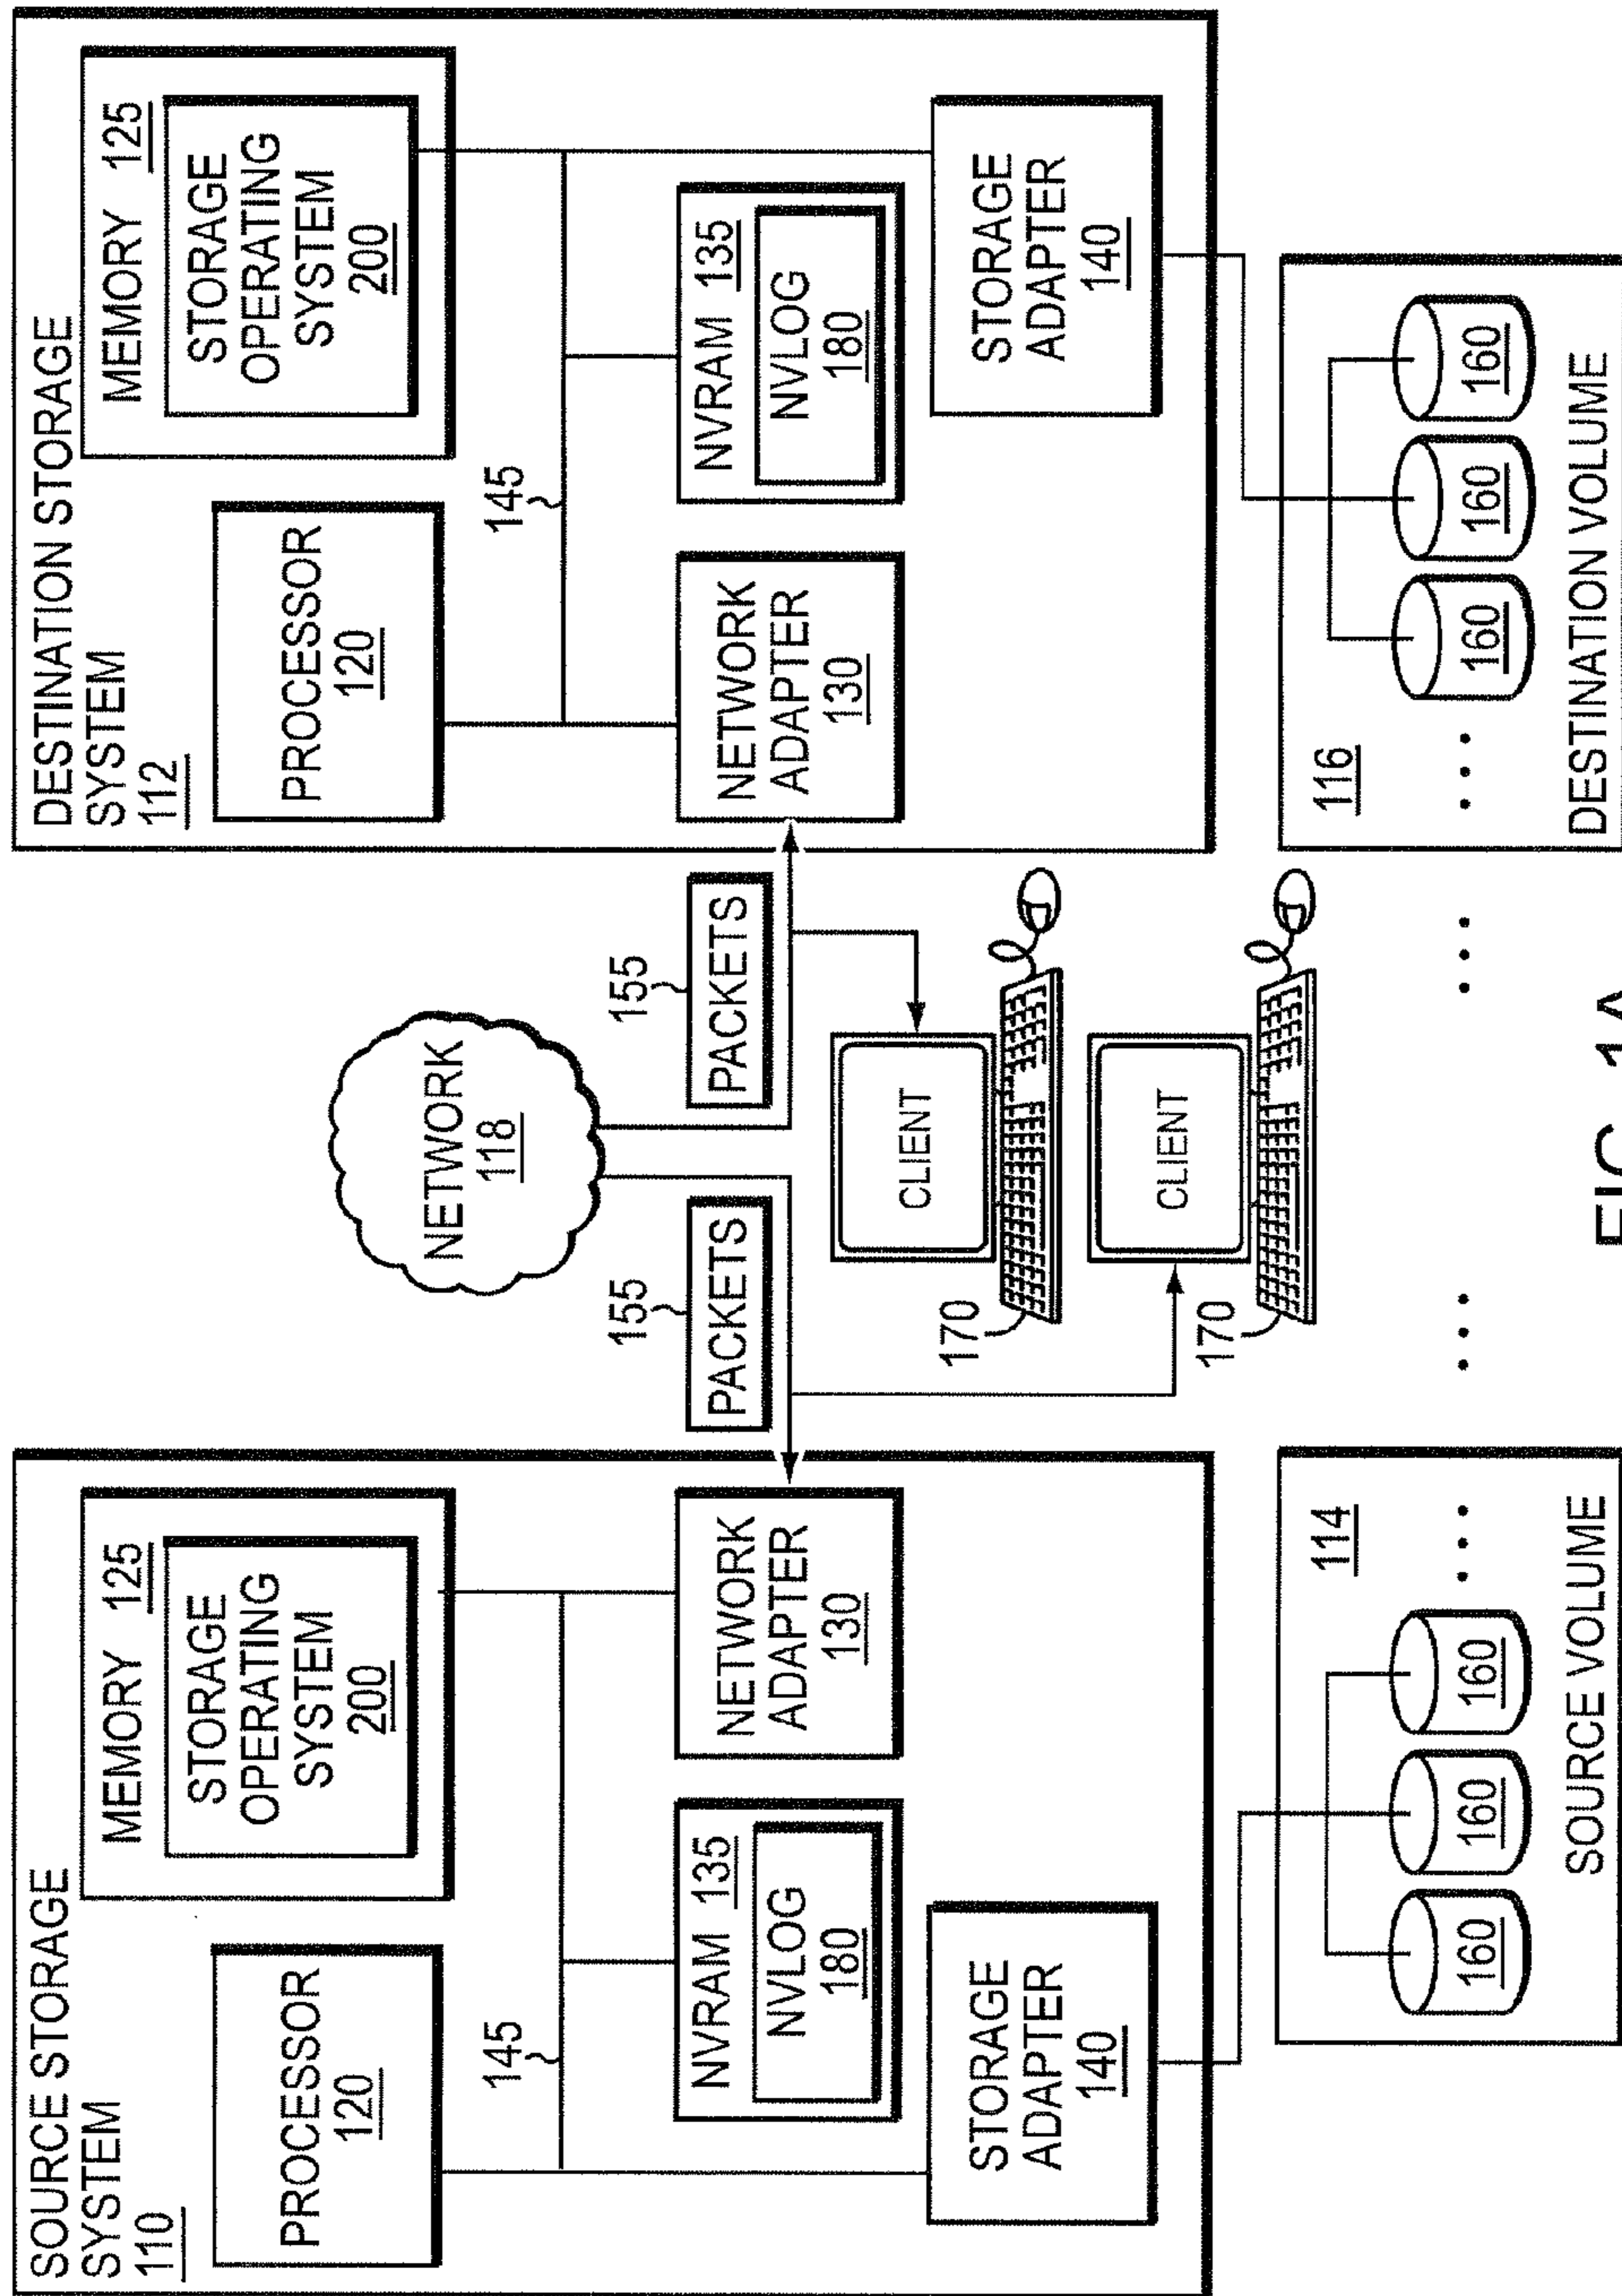 SOURCE STORAGE
SYSTEM
110
PROCESSOR
120
MEMORY 125
STORAGE
OPERATING
SYSTEM
200
145
NVRAM 135
NVLOG
180
NETWORK
ADAPTER
130
STORAGE
ADAPTER
140
160
160
160
114
SOURCE VOLUME
NETWORK
118
155
PACKETS
155
PACKETS
CLIENT
170
CLIENT
170
DESTINATION STORAGE
SYSTEM
112
PROCESSOR
120
MEMORY 125
STORAGE
OPERATING
SYSTEM
200
145
NETWORK
ADAPTER
130
NVRAM 135
NVLOG
180
STORAGE
ADAPTER
140
116
160
160
160
DESTINATION VOLUME
FIG. 1A